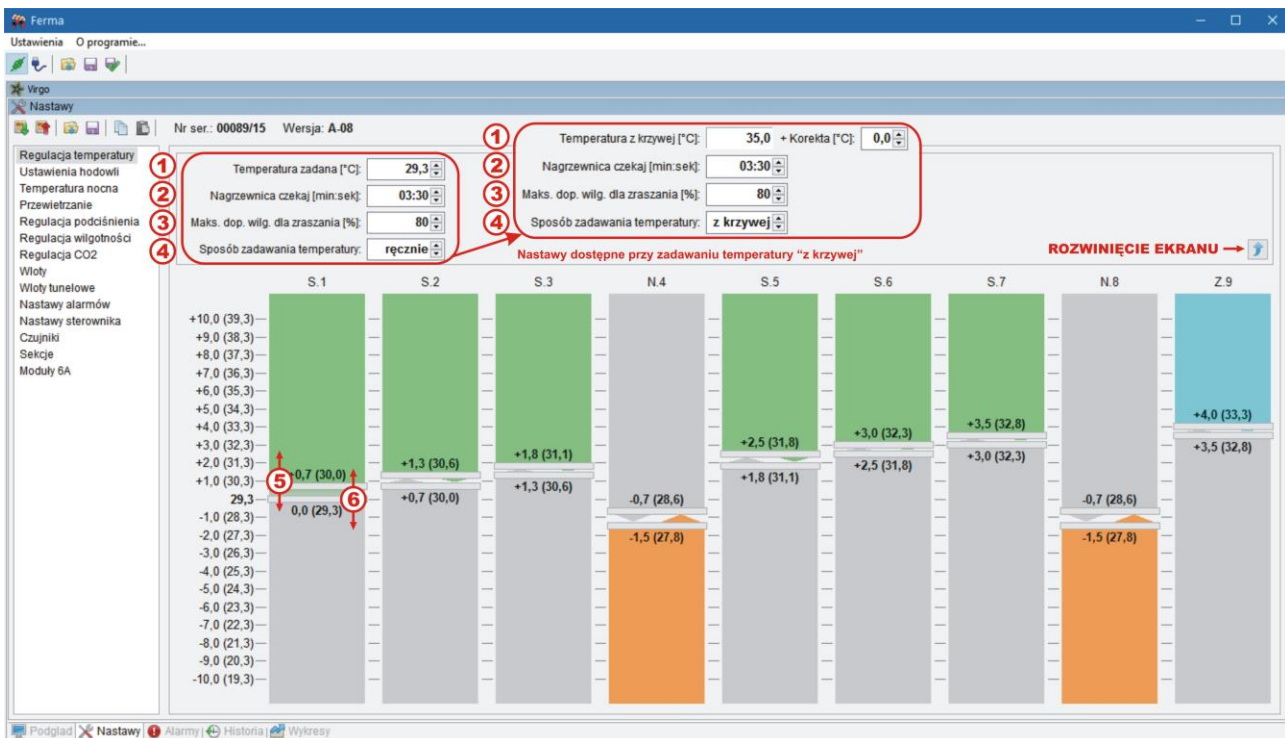 Ferma
Ustawienia O programie...
Virgo
Nastawy
Nr ser.: 00089/15 Wersja: A-08
Regulacja temperatury
Ustawienia hodowli
Temperatura nocna
Przewietrzanie
Regulacja podciśnienia
Regulacja wilgotności
Regulacja CO2
Wloty
Wloty tunelowe
Nastawy alarmów
Nastawy sterownika
Czujniki
Sekcje
Moduły 6A
1 Temperatura zadana [°C]: 29,3
2 Nagrzewnica czekaj [min:sek]: 03:30
3 Maks. dop. wilg. dla zraszania [%]: 80
4 Sposób zadawania temperatury: ręcznie
1 Temperatura z krzywej [°C]: 35,0 + Korekta [°C]: 0,0
2 Nagrzewnica czekaj [min:sek]: 03:30
3 Maks. dop. wilg. dla zraszania [%]: 80
4 Sposób zadawania temperatury: z krzywej
Nastawy dostępne przy zadawaniu temperatury "z krzywej"
ROZWINIĘCIE EKRANU
S.1 S.2 S.3 N.4 S.5 S.6 S.7 N.8 Z.9
+10,0 (39,3)
+9,0 (38,3)
+8,0 (37,3)
+7,0 (36,3)
+6,0 (35,3)
+5,0 (34,3)
+4,0 (33,3)
+3,0 (32,3)
+2,0 (31,3)
+1,0 (30,3)
29,3
-1,0 (28,3)
-2,0 (27,3)
-3,0 (26,3)
-4,0 (25,3)
-5,0 (24,3)
-6,0 (23,3)
-7,0 (22,3)
-8,0 (21,3)
-9,0 (20,3)
-10,0 (19,3)
+0,7 (30,0)
5 6
0,0 (29,3)
+1,3 (30,6)
+0,7 (30,0)
+1,8 (31,1)
+1,3 (30,6)
-0,7 (28,6)
-1,5 (27,8)
+2,5 (31,8)
+1,8 (31,1)
+3,0 (32,3)
+2,5 (31,8)
+3,5 (32,8)
+3,0 (32,3)
-0,7 (28,6)
-1,5 (27,8)
+4,0 (33,3)
+3,5 (32,8)
Podgląd Nastawy Alarmy Historia Wykresy